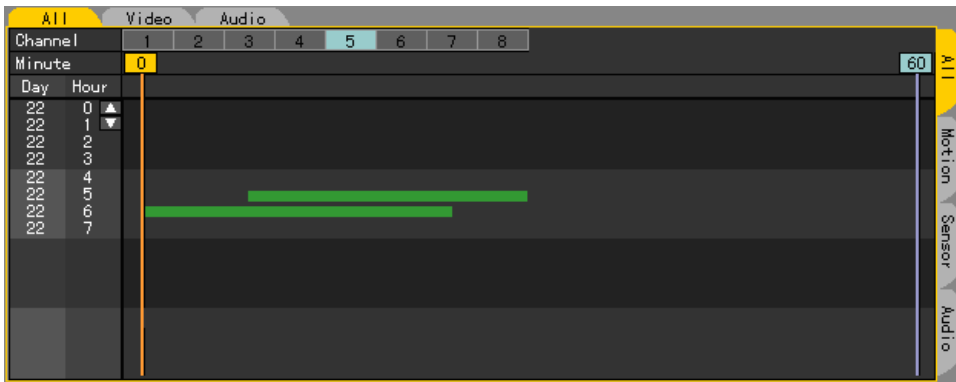 All Video Audio
Channel 1 2 3 4 5 6 7 8
Minute 0 60
Day Hour
22 0
22 1
22 2
22 3
22 4
22 5
22 6
22 7
All
Motion
Sensor
Audio